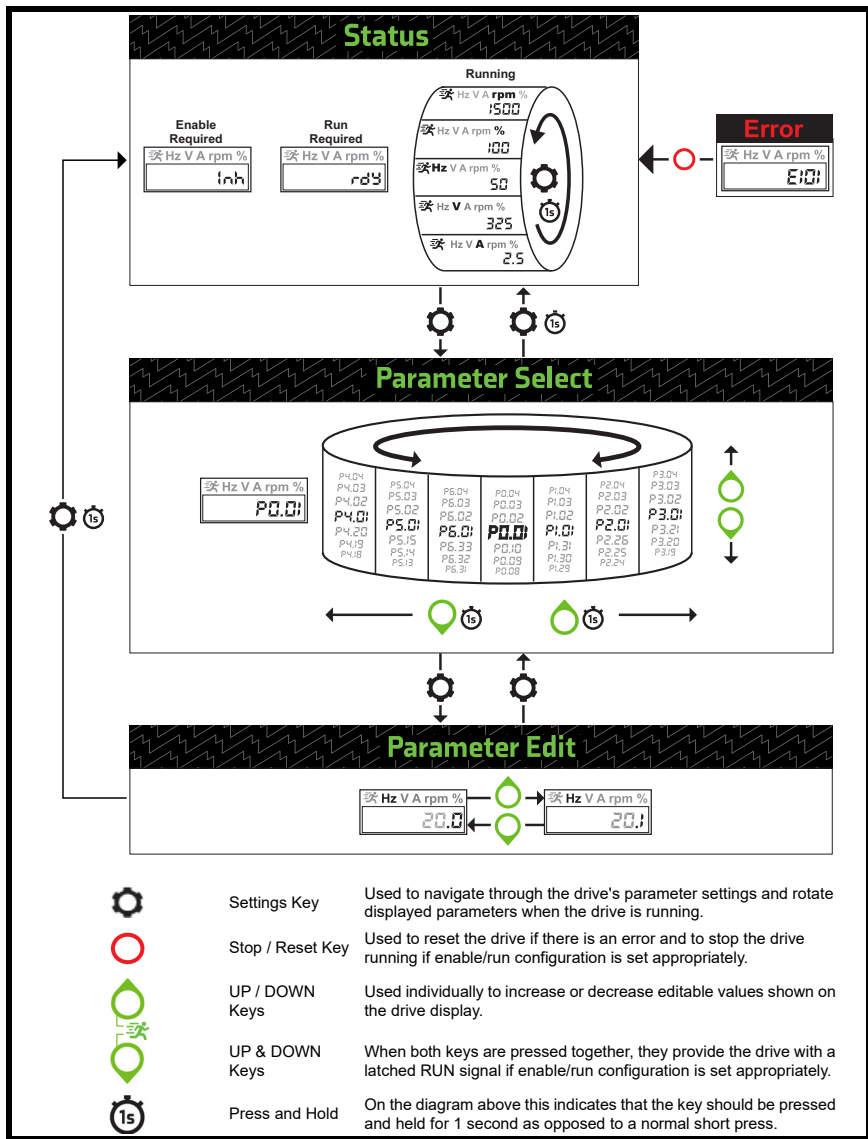 Status
Running
Hz V A rpm %
1500
Hz V A rpm %
100
Hz V A rpm %
50
Hz V A rpm %
325
Hz V A rpm %
2.5
1s
Enable
Required
Hz V A rpm %
Inh
Run
Required
Hz V A rpm %
rdy
Error
Hz V A rpm %
E101
1s
1s
Parameter Select
Hz V A rpm %
P0.01
P4.04
P4.03
P4.02
P4.01
P4.20
P4.19
P4.18
P5.04
P5.03
P5.02
P5.01
P5.15
P5.14
P5.13
P6.04
P6.03
P6.02
P6.01
P6.33
P6.32
P6.31
P0.04
P0.03
P0.02
P0.01
P0.10
P0.09
P0.08
P1.04
P1.03
P1.02
P1.01
P1.31
P1.30
P1.29
P2.04
P2.03
P2.02
P2.01
P2.26
P2.25
P2.24
P3.04
P3.03
P3.02
P3.01
P3.21
P3.20
P3.19
1s
1s
Parameter Edit
Hz V A rpm %
20.0
Hz V A rpm %
20.1
Settings Key
Used to navigate through the drive's parameter settings and rotate
displayed parameters when the drive is running.
Stop / Reset Key
Used to reset the drive if there is an error and to stop the drive
running if enable/run configuration is set appropriately.
UP / DOWN
Keys
Used individually to increase or decrease editable values shown on
the drive display.
UP & DOWN
Keys
When both keys are pressed together, they provide the drive with a
latched RUN signal if enable/run configuration is set appropriately.
1s
Press and Hold
On the diagram above this indicates that the key should be pressed
and held for 1 second as opposed to a normal short press.